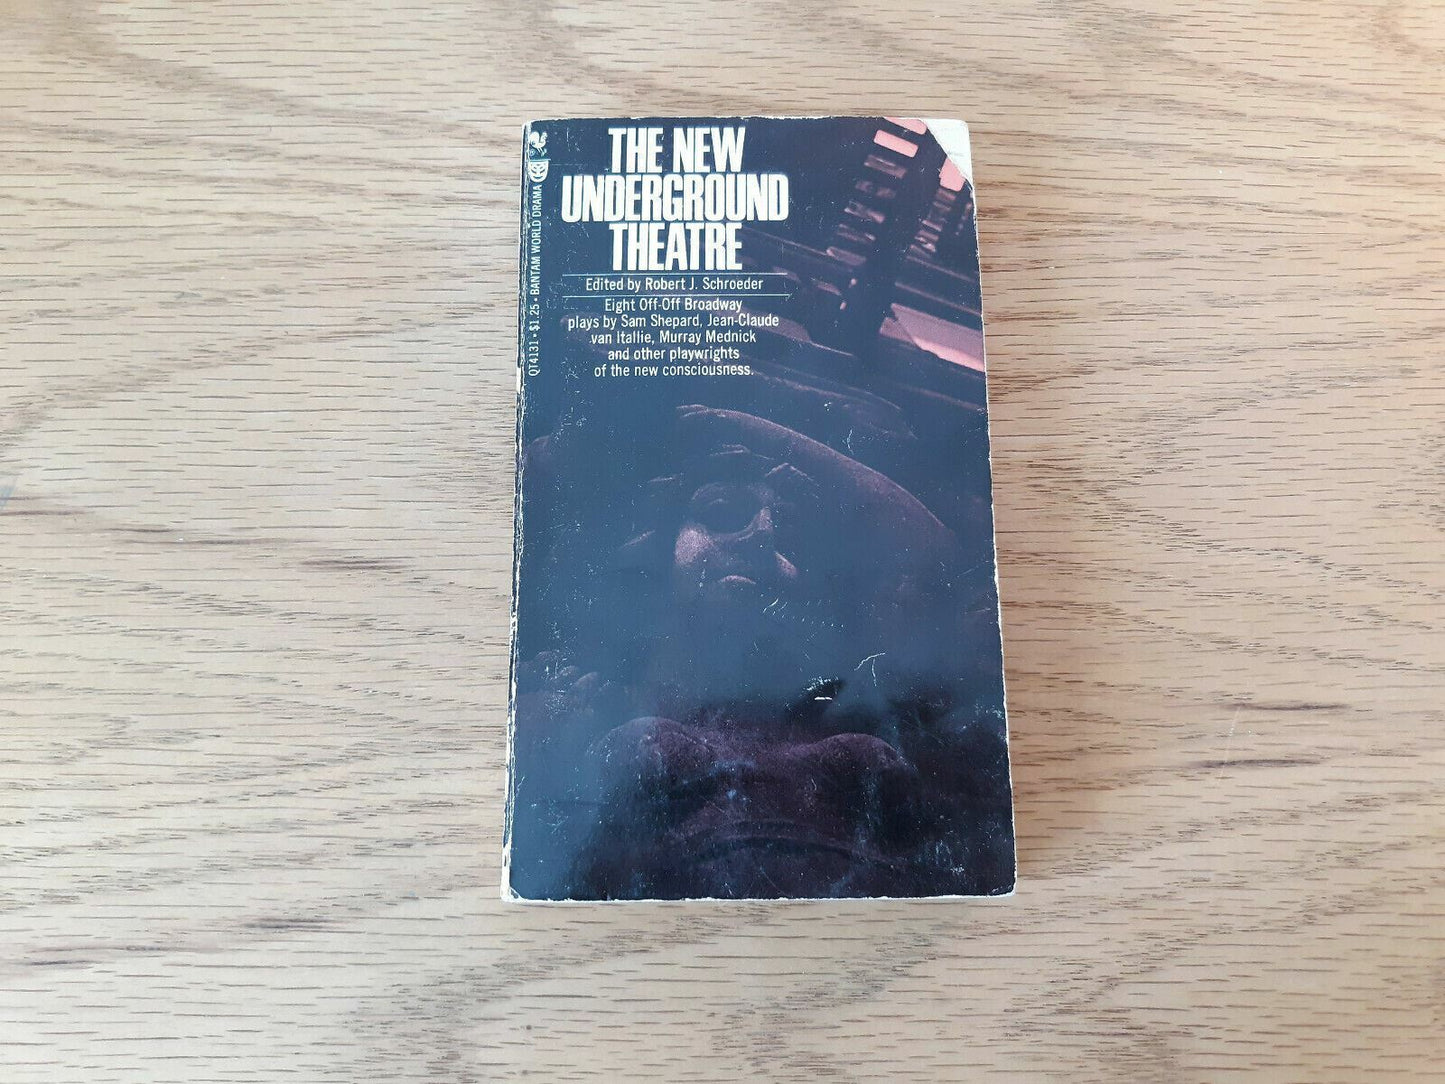 THE NEW
UNDERGROUND
THEATRE
Edited by Robert J. Schroeder
Eight Off-Off Broadway
plays by Sam Shepard, Jean-Claude
van Itallie, Murray Mednick
and other playwrights
of the new consciousness.
QT4131 • $1.25 • BANTAM WORLD DRAMA